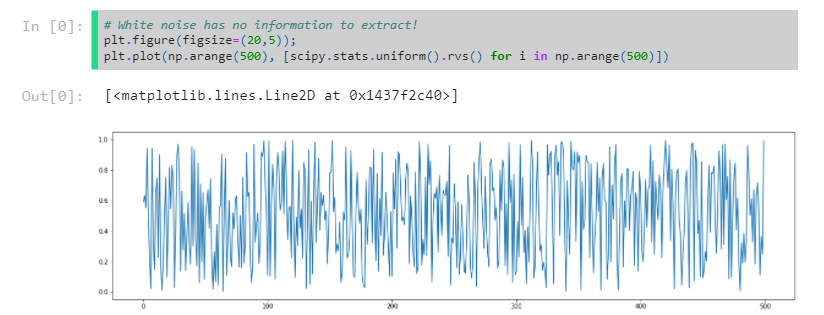 In [0]:
# White noise has no information to extract!
plt.figure(figsize=(20,5));
plt.plot(np.arange(500), [scipy.stats.uniform().rvs() for i in np.arange(500)])
Out[0]:
[<matplotlib.lines.Line2D at 0x1437f2c40>]
1.0
0.8
0.6
0.4
0.2
0.0
0
100
200
300
400
500